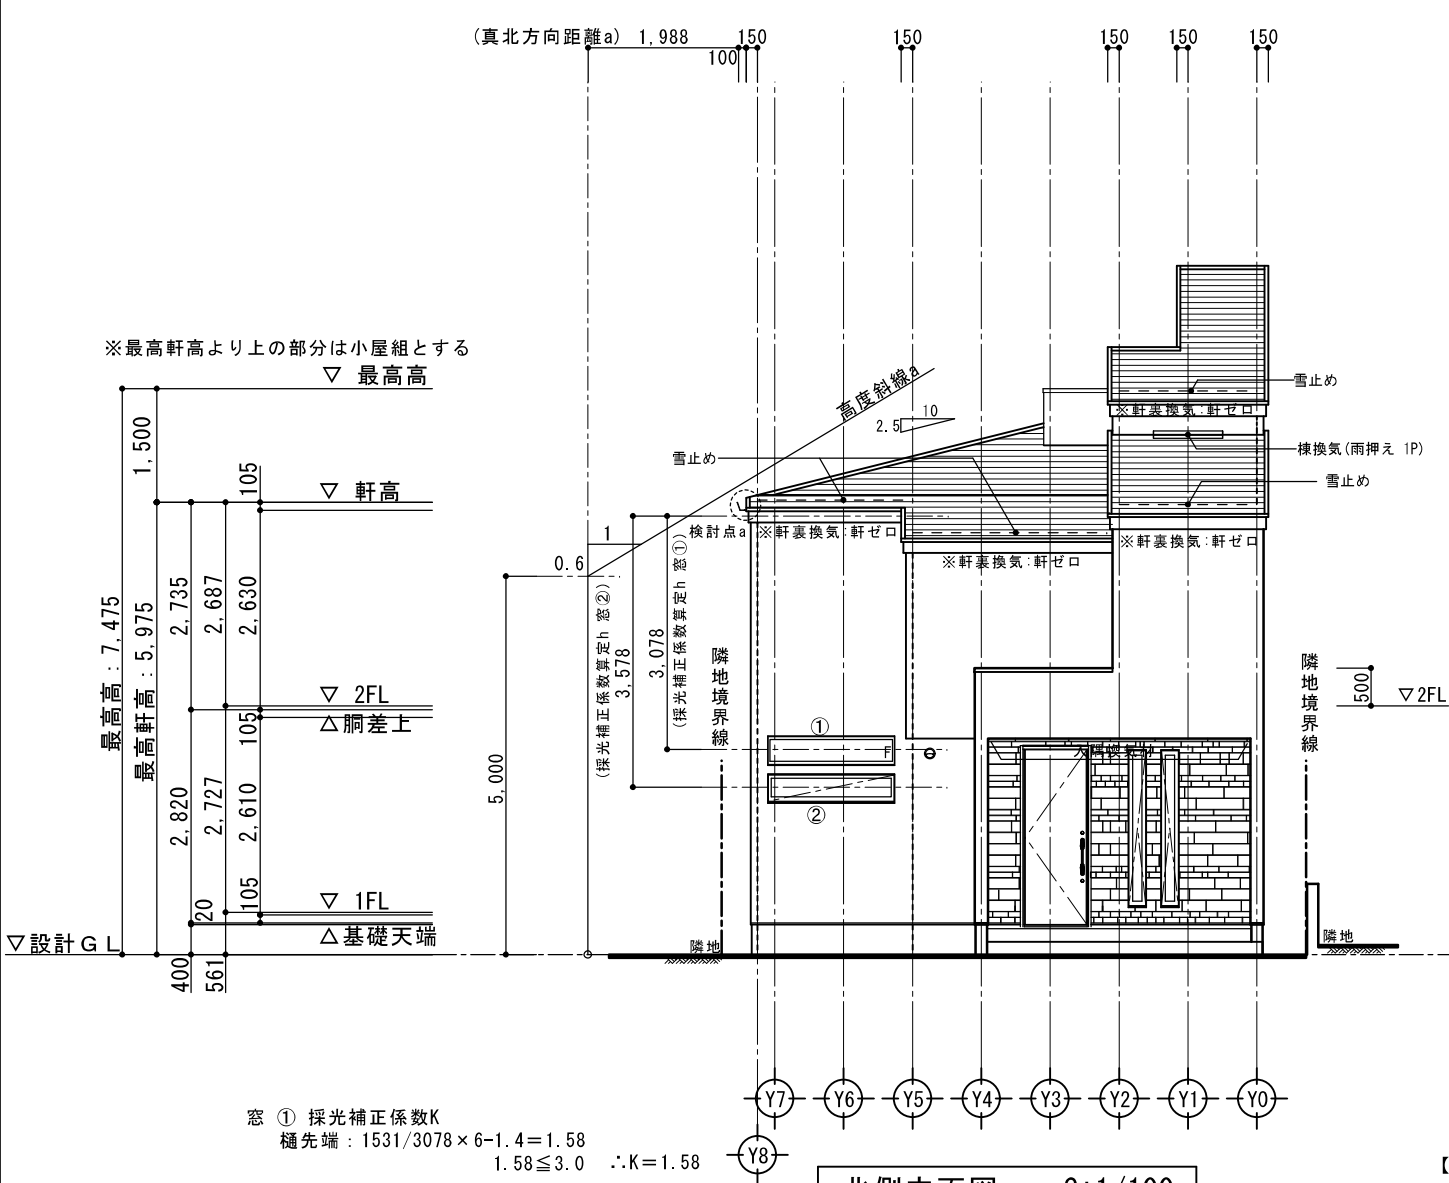 (真北方向距離a) 1,988
150
100
150
150
150
150
※最高軒高より上の部分は小屋組とする
▽ 最高高
高度斜線a
10
2.5
雪止め
※軒裏換気:軒ゼロ
棟換気(雨押え 1P)
雪止め
雪止め
1,500
105
▽ 軒高
検討点a
※軒裏換気:軒ゼロ
※軒裏換気:軒ゼロ
※軒裏換気:軒ゼロ
1
0.6
最高高:7,475
最高軒高:5,975
2,735
2,687
2,630
(採光補正係数算定h 窓②)
3,578
3,078
(採光補正係数算定h 窓①)
隣地境界線
隣地境界線
500
▽2FL
▽ 2FL
105
△胴差上
①
F
②
5,000
2,820
2,727
2,610
20
105
▽ 1FL
△基礎天端
▽設計GL
400
561
隣地
隣地
Y7
Y6
Y5
Y4
Y3
Y2
Y1
Y0
Y8
窓 ① 採光補正係数K
樋先端:1531/3078×6-1.4=1.58
1.58≦3.0 ∴K=1.58
【